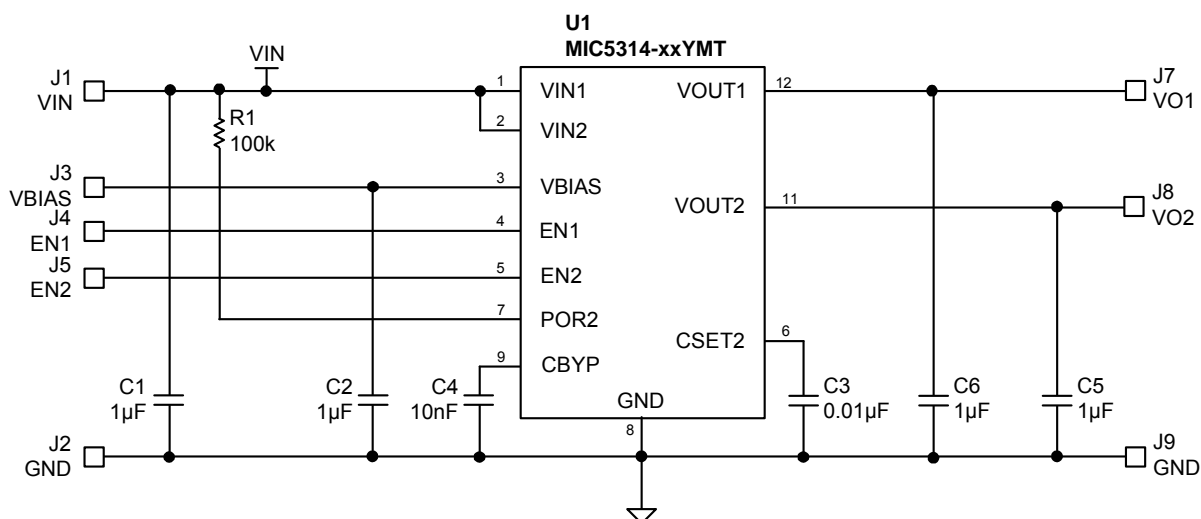 U1
MIC5314-xxYMT
VIN
J1
VIN
R1
100k
J3
VBIAS
J4
EN1
J5
EN2
1
VIN1
2
VIN2
3
VBIAS
4
EN1
5
EN2
7
POR2
9
CBYP
VOUT1
12
VOUT2
11
CSET2
6
GND
8
J7
VO1
J8
VO2
C1
1µF
C2
1µF
C4
10nF
C3
0.01µF
C6
1µF
C5
1µF
J2
GND
J9
GND